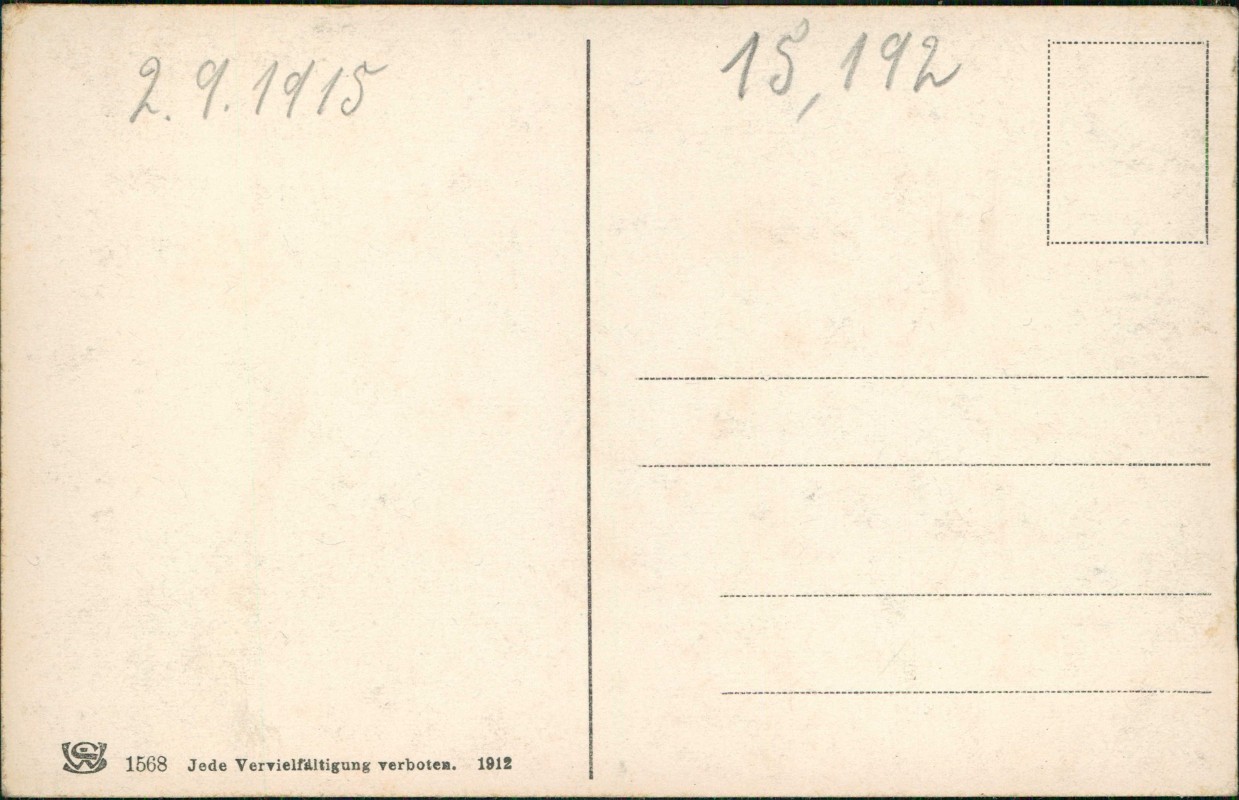 2. 9. 1915
15, 192
1568 Jede Vervielfältigung verboten. 1912